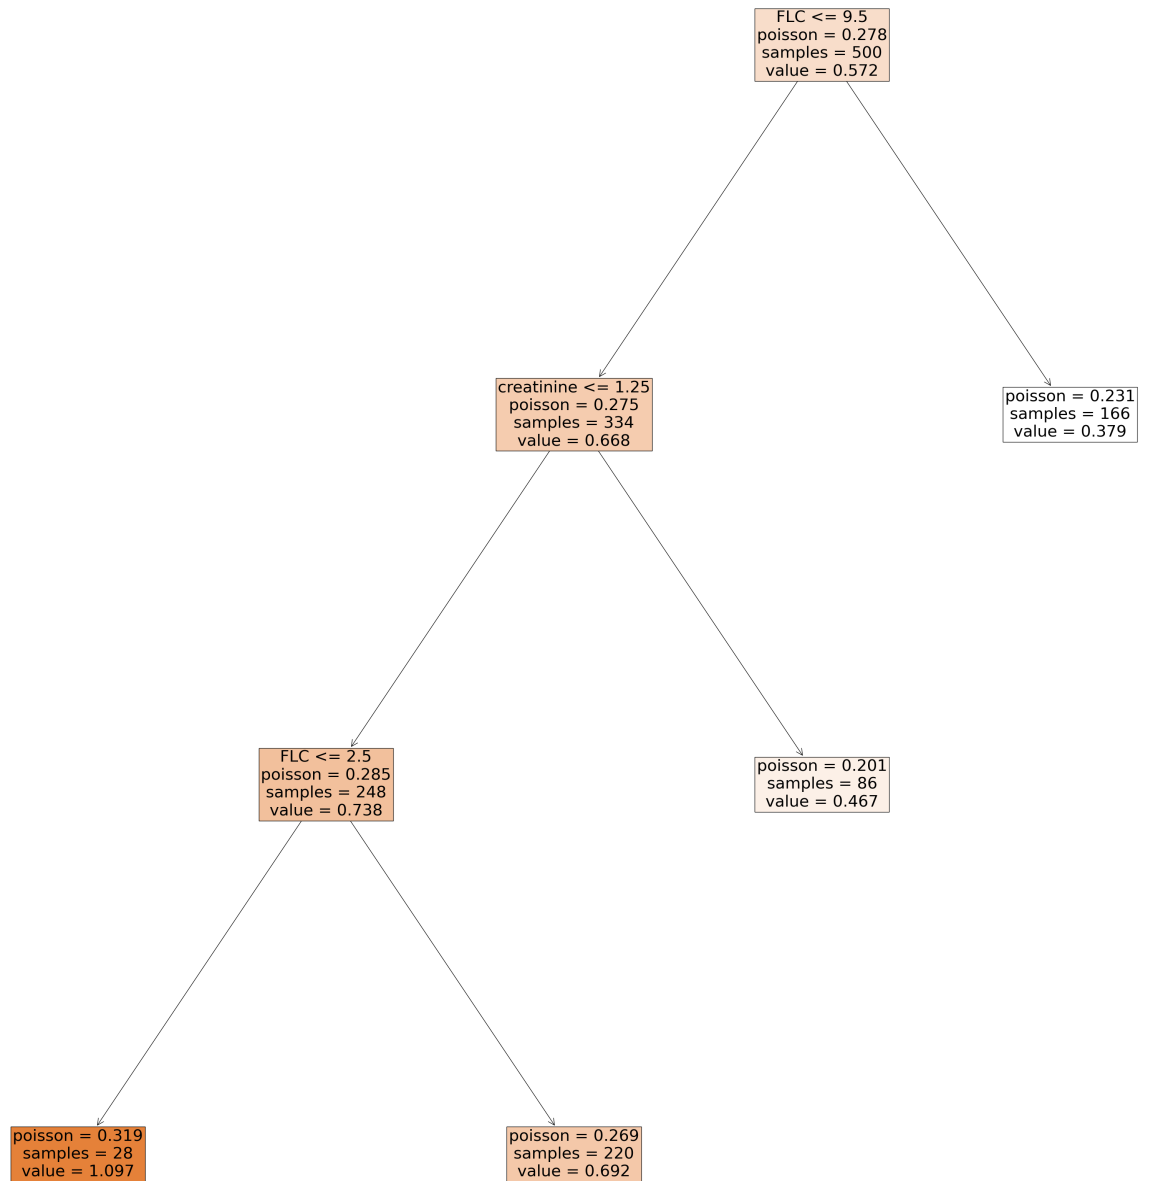 FLC <= 9.5
poisson = 0.278
samples = 500
value = 0.572
creatinine <= 1.25
poisson = 0.275
samples = 334
value = 0.668
poisson = 0.231
samples = 166
value = 0.379
FLC <= 2.5
poisson = 0.285
samples = 248
value = 0.738
poisson = 0.201
samples = 86
value = 0.467
poisson = 0.319
samples = 28
value = 1.097
poisson = 0.269
samples = 220
value = 0.692